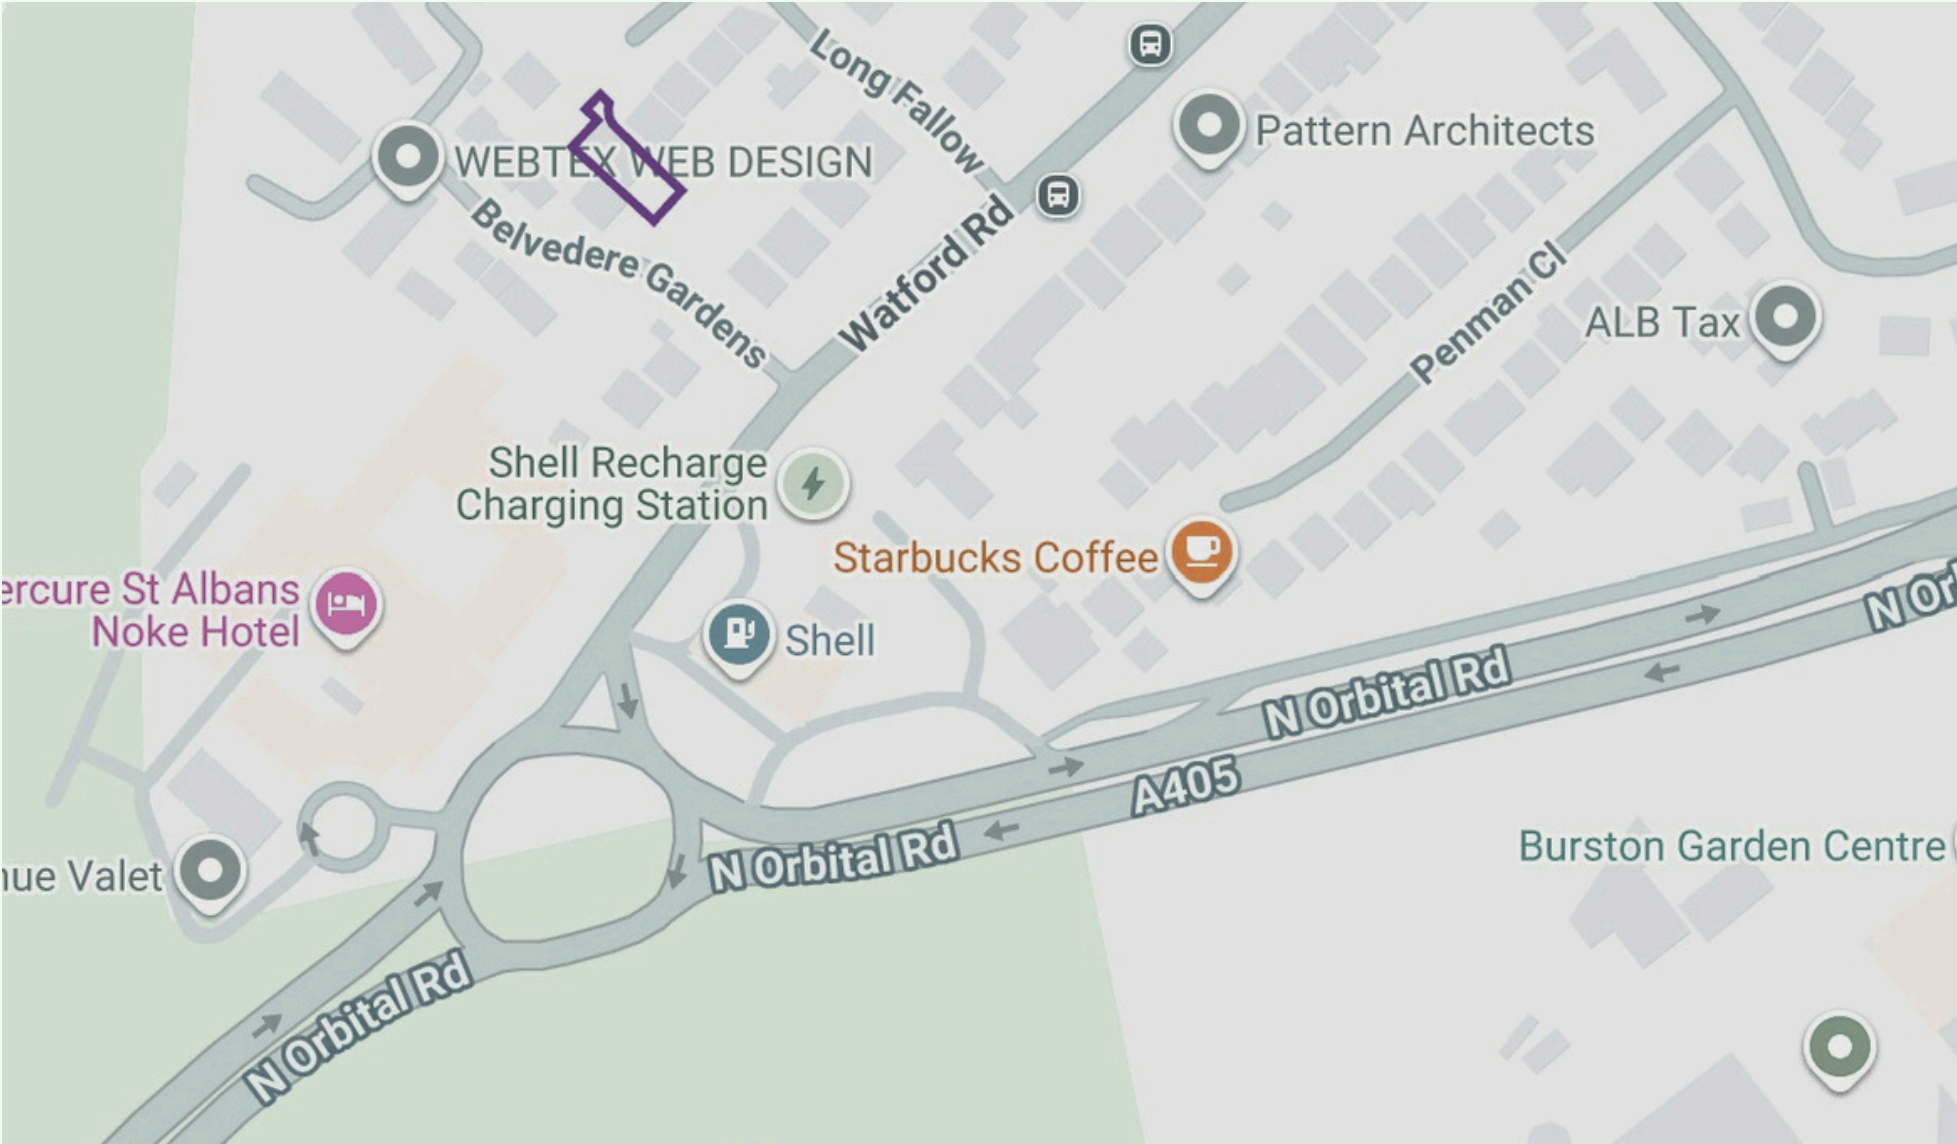 Long Fallow
Pattern Architects
WEBTEX WEB DESIGN
Belvedere Gardens
Watford Rd
Penman Cl
ALB Tax
Shell Recharge
Charging Station
Starbucks Coffee
ercure St Albans
Noke Hotel
Shell
N Or
N Orbital Rd
A405
N Orbital Rd
Burston Garden Centre
nue Valet
N Orbital Rd